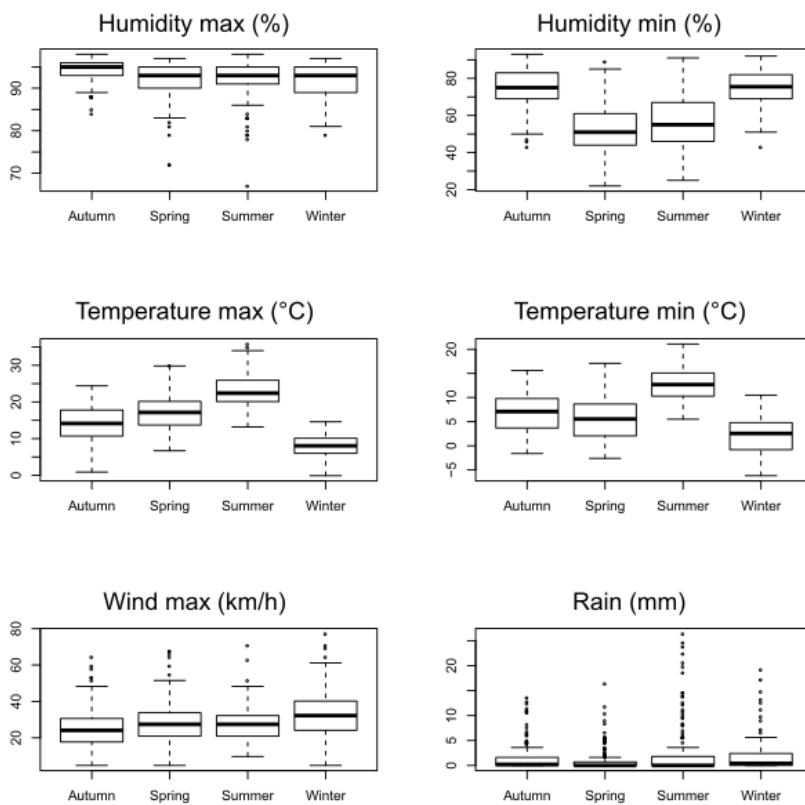 Humidity max (%)
90
80
70
Autumn Spring Summer Winter
Humidity min (%)
80
60
40
20
Autumn Spring Summer Winter
Temperature max (°C)
30
20
10
0
Autumn Spring Summer Winter
Temperature min (°C)
20
15
10
5
0
−5
Autumn Spring Summer Winter
Wind max (km/h)
80
60
40
20
Autumn Spring Summer Winter
Rain (mm)
20
10
5
0
Autumn Spring Summer Winter